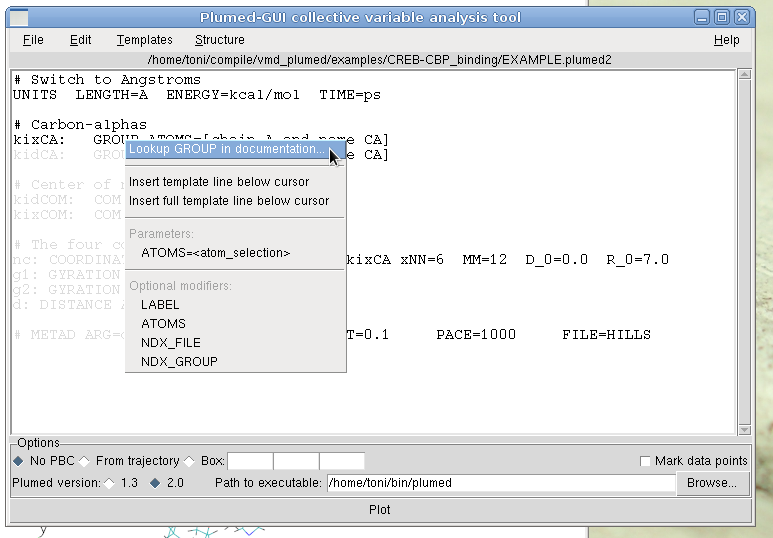 Plumed-GUI collective variable analysis tool
File Edit Templates Structure Help
/home/toni/compile/vmd_plumed/examples/CREB-CBP_binding/EXAMPLE.plumed2
# Switch to Angstroms
UNITS LENGTH=A ENERGY=kcal/mol TIME=ps
# Carbon-alphas
kixCA: GROUP ATOMS=[chain A and name CA]
kidCA: GRO e CA]
Lookup GROUP in documentation...
Insert template line below cursor
Insert full template line below cursor
Parameters:
ATOMS=<atom_selection>
Optional modifiers:
LABEL
ATOMS
NDX_FILE
NDX_GROUP
# Center of
kidCOM: COM
kixCOM: COM
# The four
nc: COORDINA kixCA xNN=6 MM=12 D_0=0.0 R_0=7.0
g1: GYRATION
g2: GYRATION
d: DISTANCE
# METAD ARG= T=0.1 PACE=1000 FILE=HILLS
Options
No PBC From trajectory Box: Mark data points
Plumed version: 1.3 2.0 Path to executable: /home/toni/bin/plumed Browse...
Plot
y